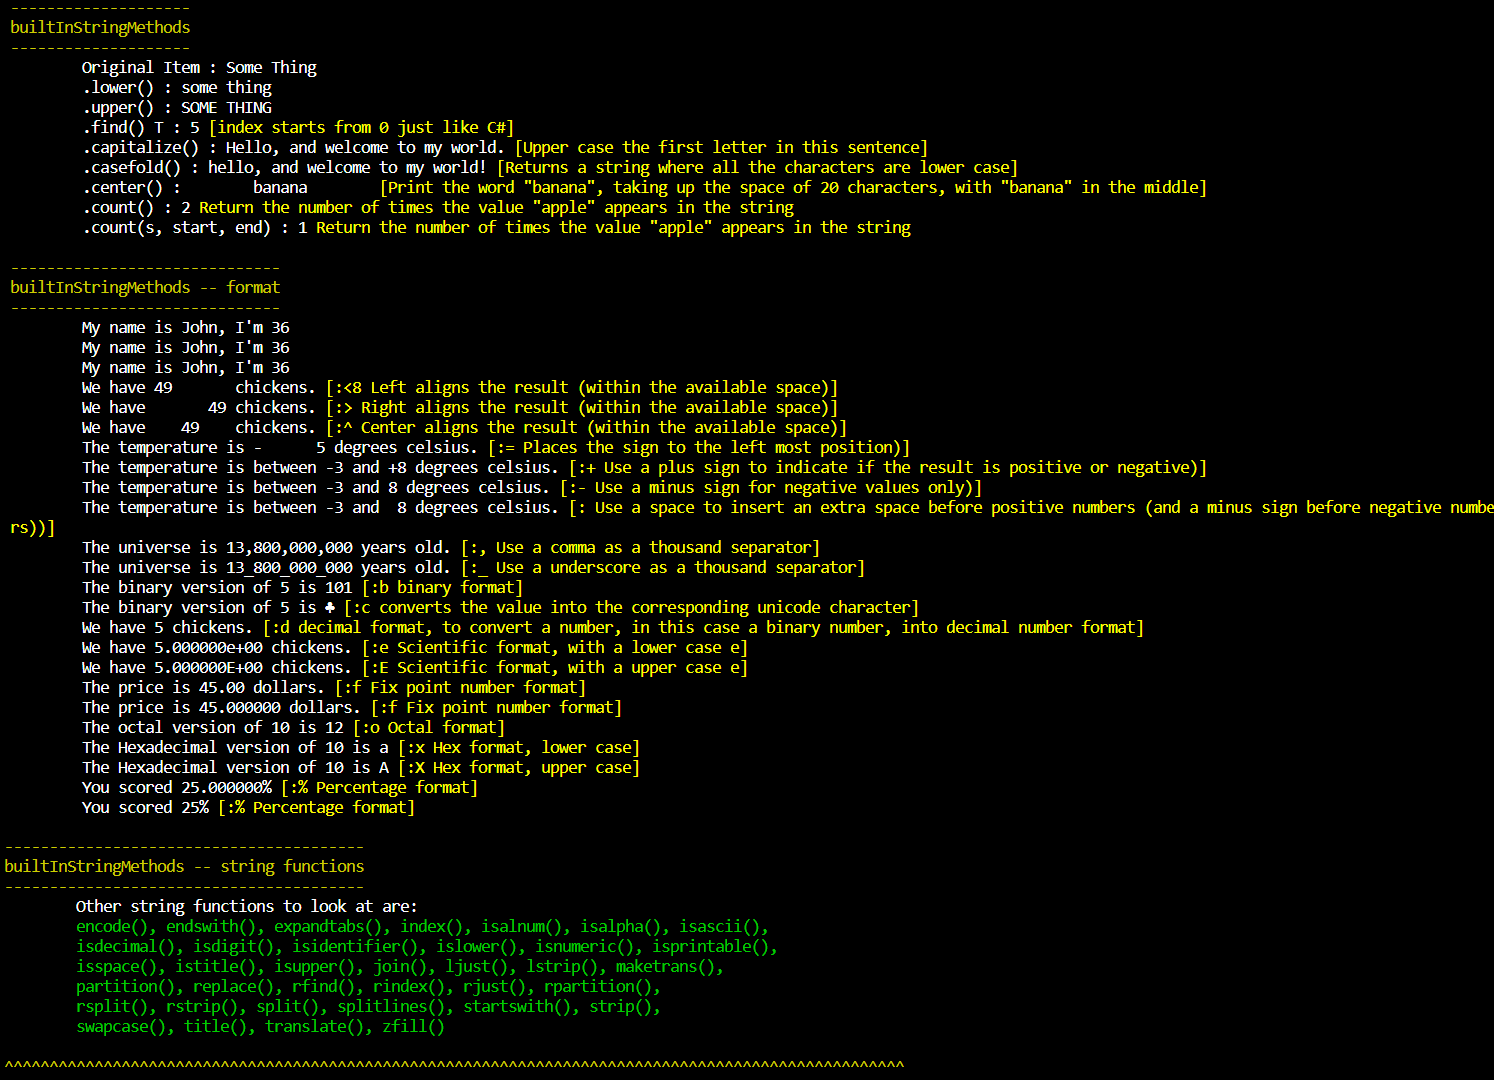 --------------------
builtInStringMethods
--------------------
Original Item : Some Thing
.lower() : some thing
.upper() : SOME THING
.find() T : 5 [index starts from 0 just like C#]
.capitalize() : Hello, and welcome to my world. [Upper case the first letter in this sentence]
.casefold() : hello, and welcome to my world! [Returns a string where all the characters are lower case]
.center() :        banana        [Print the word "banana", taking up the space of 20 characters, with "banana" in the middle]
.count() : 2 Return the number of times the value "apple" appears in the string
.count(s, start, end) : 1 Return the number of times the value "apple" appears in the string
------------------------------
builtInStringMethods -- format
------------------------------
My name is John, I'm 36
My name is John, I'm 36
My name is John, I'm 36
We have 49       chickens. [:<8 Left aligns the result (within the available space)]
We have       49 chickens. [:> Right aligns the result (within the available space)]
We have    49    chickens. [:^ Center aligns the result (within the available space)]
The temperature is -      5 degrees celsius. [:= Places the sign to the left most position)]
The temperature is between -3 and +8 degrees celsius. [:+ Use a plus sign to indicate if the result is positive or negative)]
The temperature is between -3 and 8 degrees celsius. [:- Use a minus sign for negative values only)]
The temperature is between -3 and  8 degrees celsius. [: Use a space to insert an extra space before positive numbers (and a minus sign before negative numbe
rs))]
The universe is 13,800,000,000 years old. [:, Use a comma as a thousand separator]
The universe is 13_800_000_000 years old. [:_ Use a underscore as a thousand separator]
The binary version of 5 is 101 [:b binary format]
The binary version of 5 is ♣ [:c converts the value into the corresponding unicode character]
We have 5 chickens. [:d decimal format, to convert a number, in this case a binary number, into decimal number format]
We have 5.000000e+00 chickens. [:e Scientific format, with a lower case e]
We have 5.000000E+00 chickens. [:E Scientific format, with a upper case e]
The price is 45.00 dollars. [:f Fix point number format]
The price is 45.000000 dollars. [:f Fix point number format]
The octal version of 10 is 12 [:o Octal format]
The Hexadecimal version of 10 is a [:x Hex format, lower case]
The Hexadecimal version of 10 is A [:X Hex format, upper case]
You scored 25.000000% [:% Percentage format]
You scored 25% [:% Percentage format]
----------------------------------------
builtInStringMethods -- string functions
----------------------------------------
Other string functions to look at are:
encode(), endswith(), expandtabs(), index(), isalnum(), isalpha(), isascii(),
isdecimal(), isdigit(), isidentifier(), islower(), isnumeric(), isprintable(),
isspace(), istitle(), isupper(), join(), ljust(), lstrip(), maketrans(),
partition(), replace(), rfind(), rindex(), rjust(), rpartition(),
rsplit(), rstrip(), split(), splitlines(), startswith(), strip(),
swapcase(), title(), translate(), zfill()
^^^^^^^^^^^^^^^^^^^^^^^^^^^^^^^^^^^^^^^^^^^^^^^^^^^^^^^^^^^^^^^^^^^^^^^^^^^^^^^^^^^^^^^^^^^^^^^^^^^^